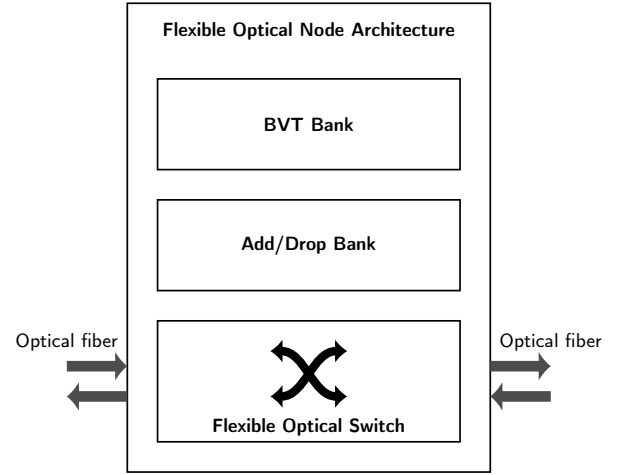 Flexible Optical Node Architecture
BVT Bank
Add/Drop Bank
Optical fiber
Optical fiber
Flexible Optical Switch